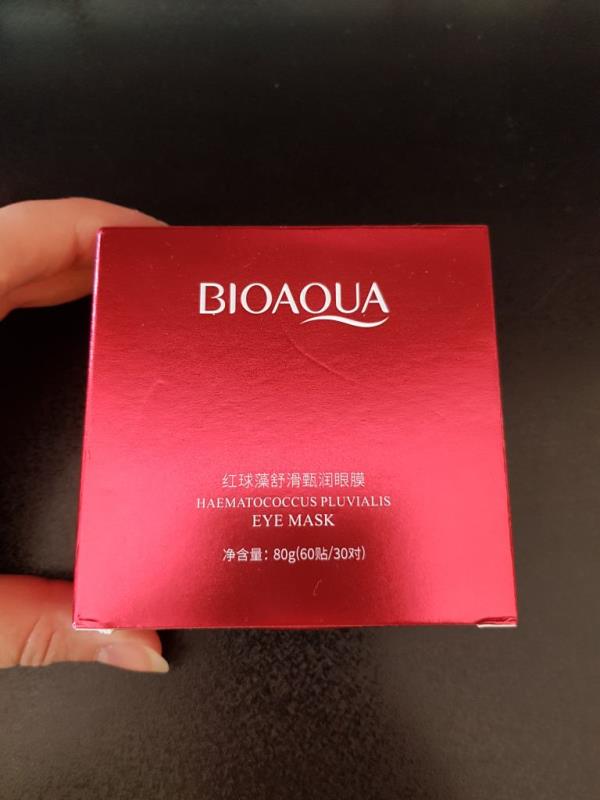 BIOAQUA
红球藻舒滑甄润眼膜
HAEMATOCOCCUS PLUVIALIS
EYE MASK
净含量：80g(60贴/30对)